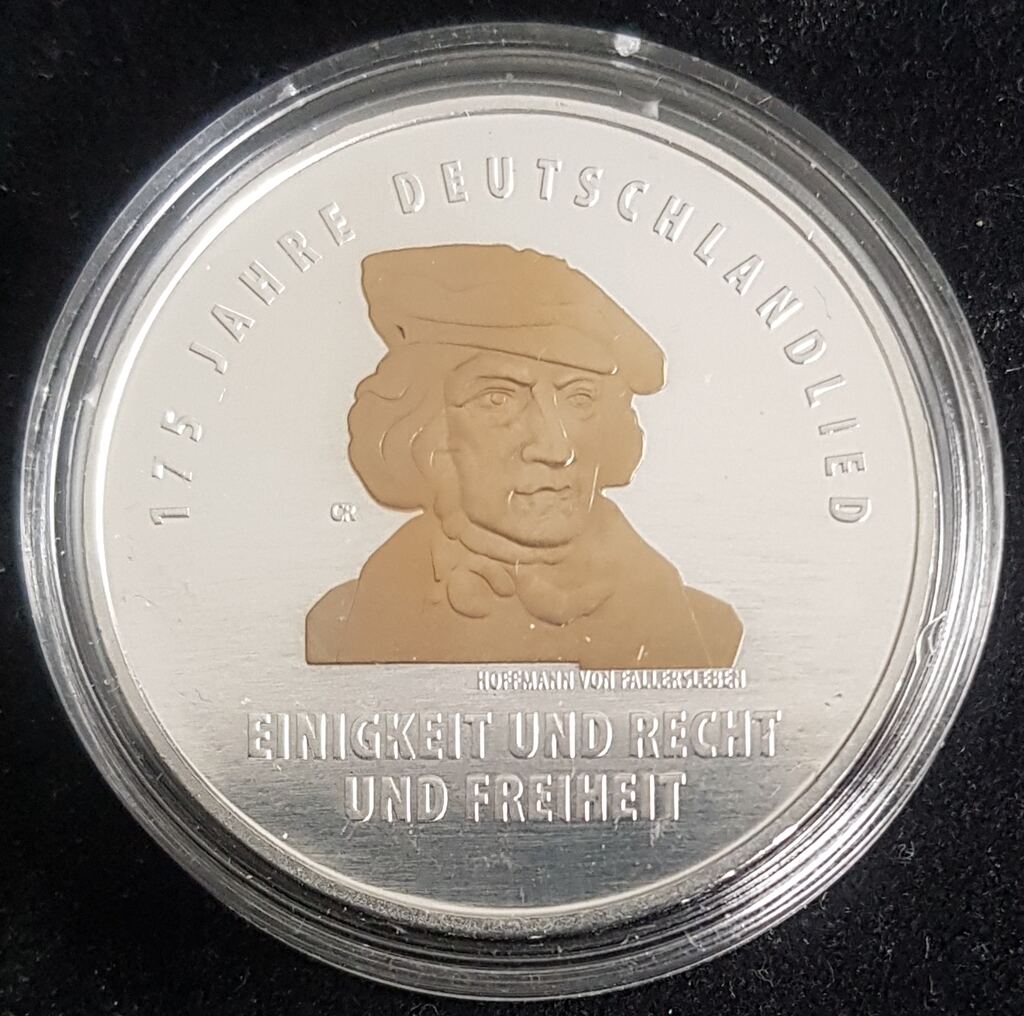 175 JAHRE DEUTSCHLANDLIED
CR
HOFFMANN VON FALLERSLEBEN
EINIGKEIT UND RECHT
UND FREIHEIT